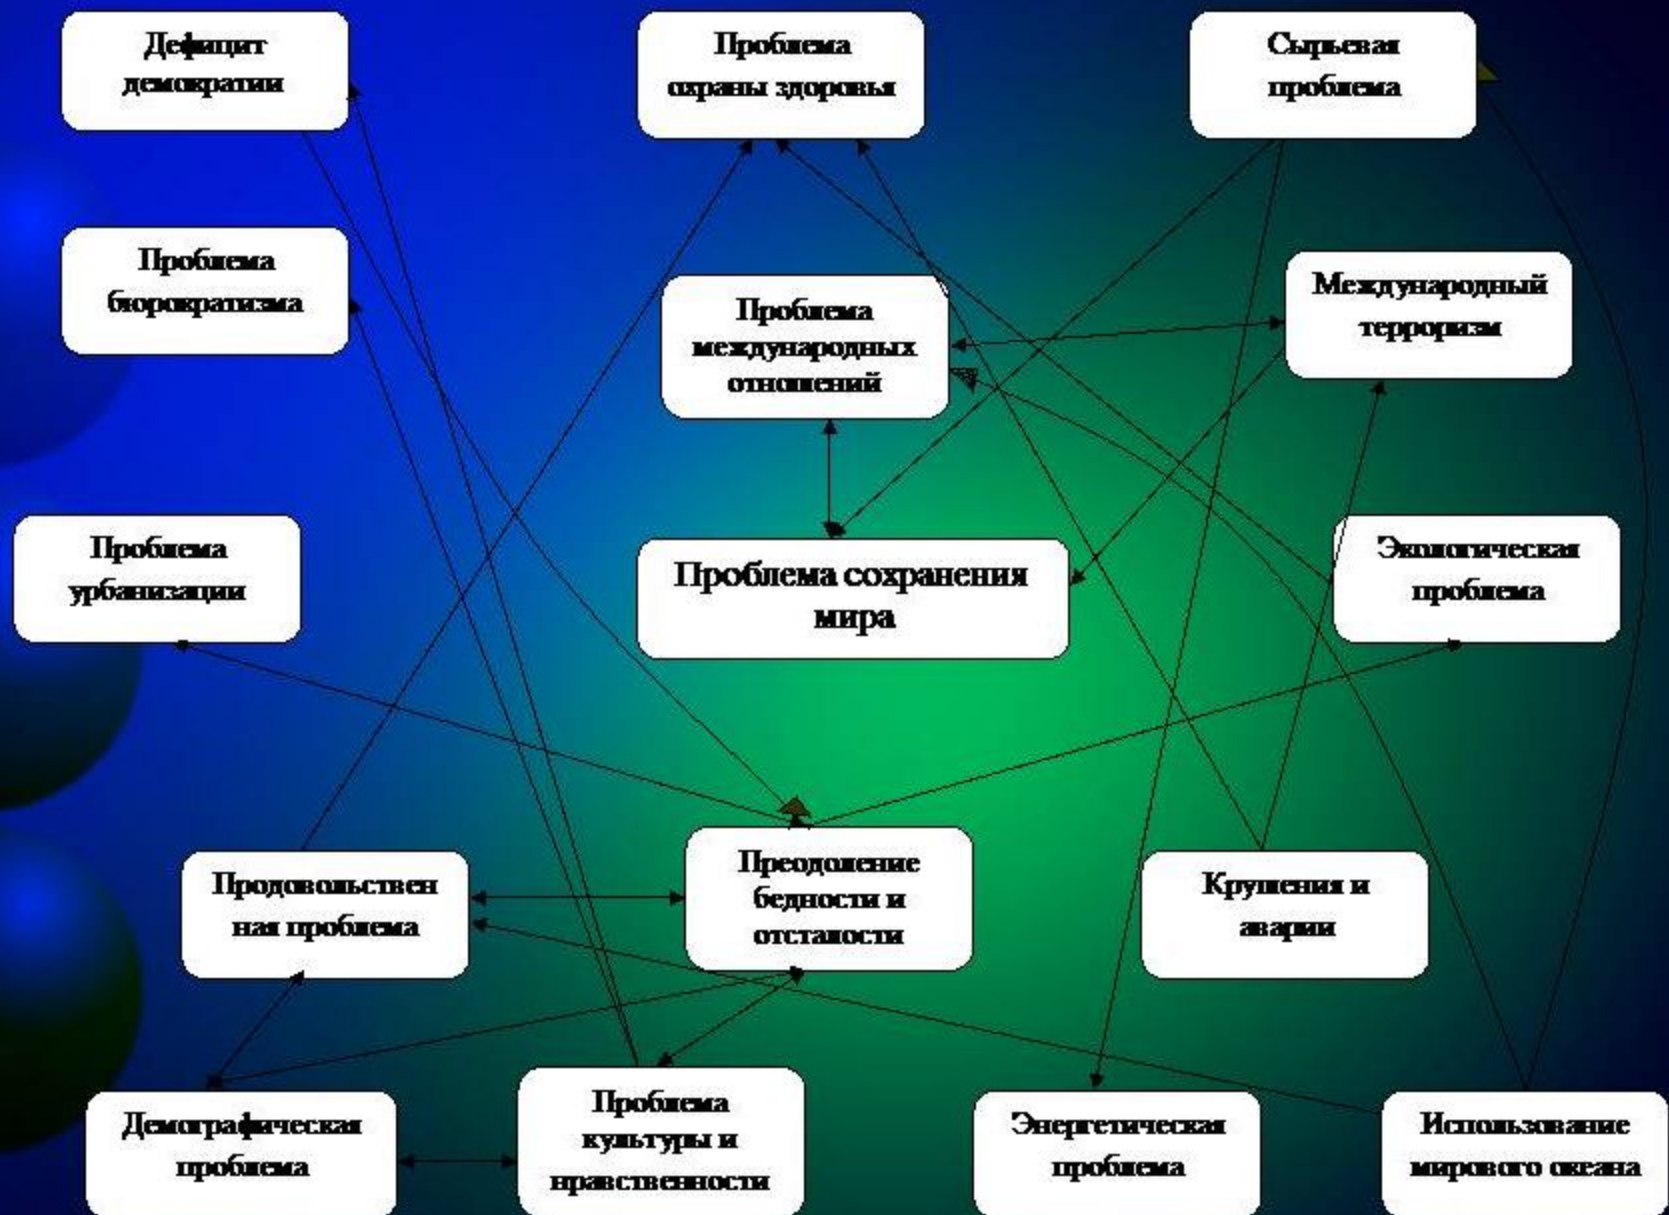 Дефицит
демократии
Проблема
охраны здоровья
Сырьевая
проблема
Проблема
бюрократизма
Проблема
международных
отношений
Международный
терроризм
Проблема
урбанизации
Проблема сохранения
мира
Экологическая
проблема
Продовольствен
ная проблема
Преодоление
бедности и
отсталости
Крушения и
аварии
Демографическая
проблема
Проблема
культуры и
нравственности
Энергетическая
проблема
Использование
мирового океана